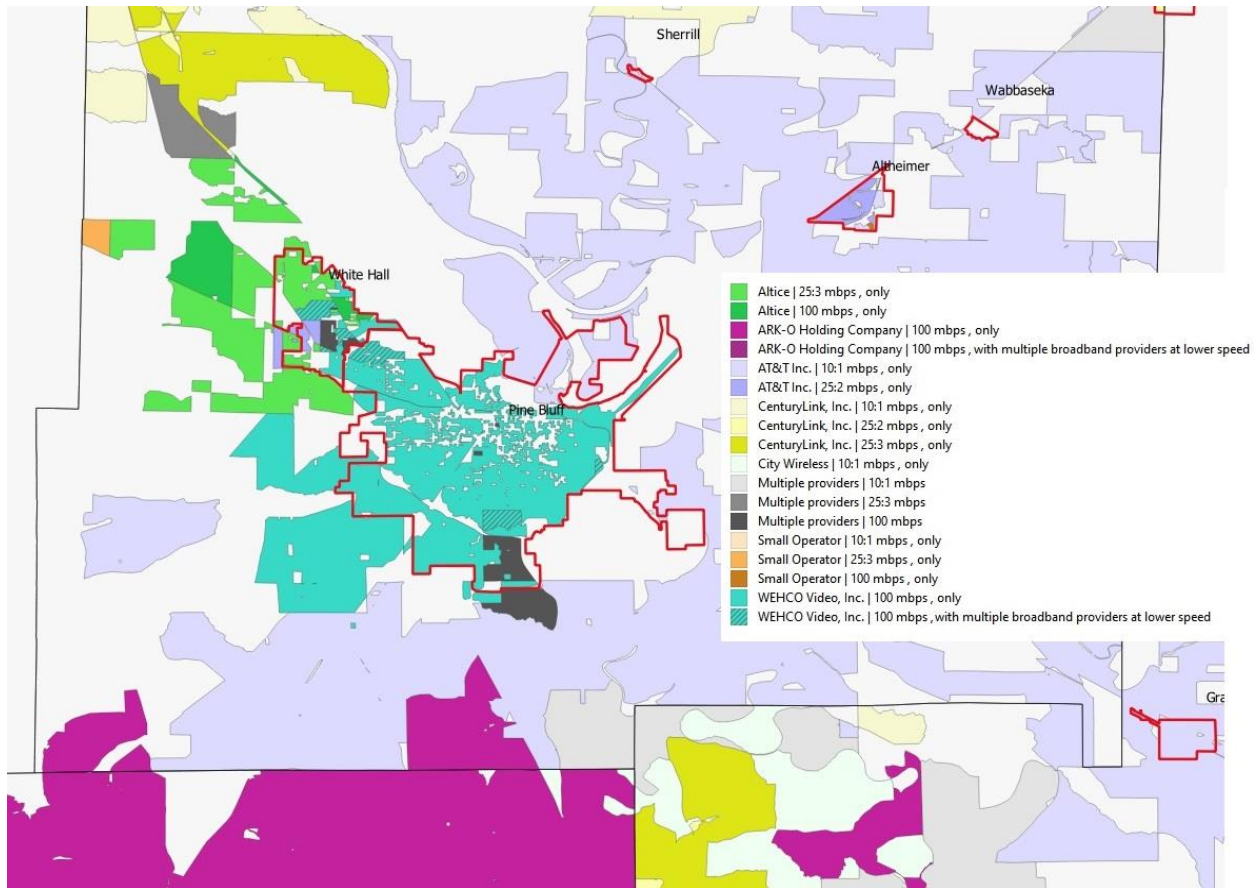 Sherrill
Wabbaseka
Altheimer
White Hall
Pine Bluff
Gra
Altice | 25:3 mbps , only
Altice | 100 mbps , only
ARK-O Holding Company | 100 mbps , only
ARK-O Holding Company | 100 mbps , with multiple broadband providers at lower speed
AT&T Inc. | 10:1 mbps , only
AT&T Inc. | 25:2 mbps , only
CenturyLink, Inc. | 10:1 mbps , only
CenturyLink, Inc. | 25:2 mbps , only
CenturyLink, Inc. | 25:3 mbps , only
City Wireless | 10:1 mbps , only
Multiple providers | 10:1 mbps
Multiple providers | 25:3 mbps
Multiple providers | 100 mbps
Small Operator | 10:1 mbps , only
Small Operator | 25:3 mbps , only
Small Operator | 100 mbps , only
WEHCO Video, Inc. | 100 mbps , only
WEHCO Video, Inc. | 100 mbps ,with multiple broadband providers at lower speed